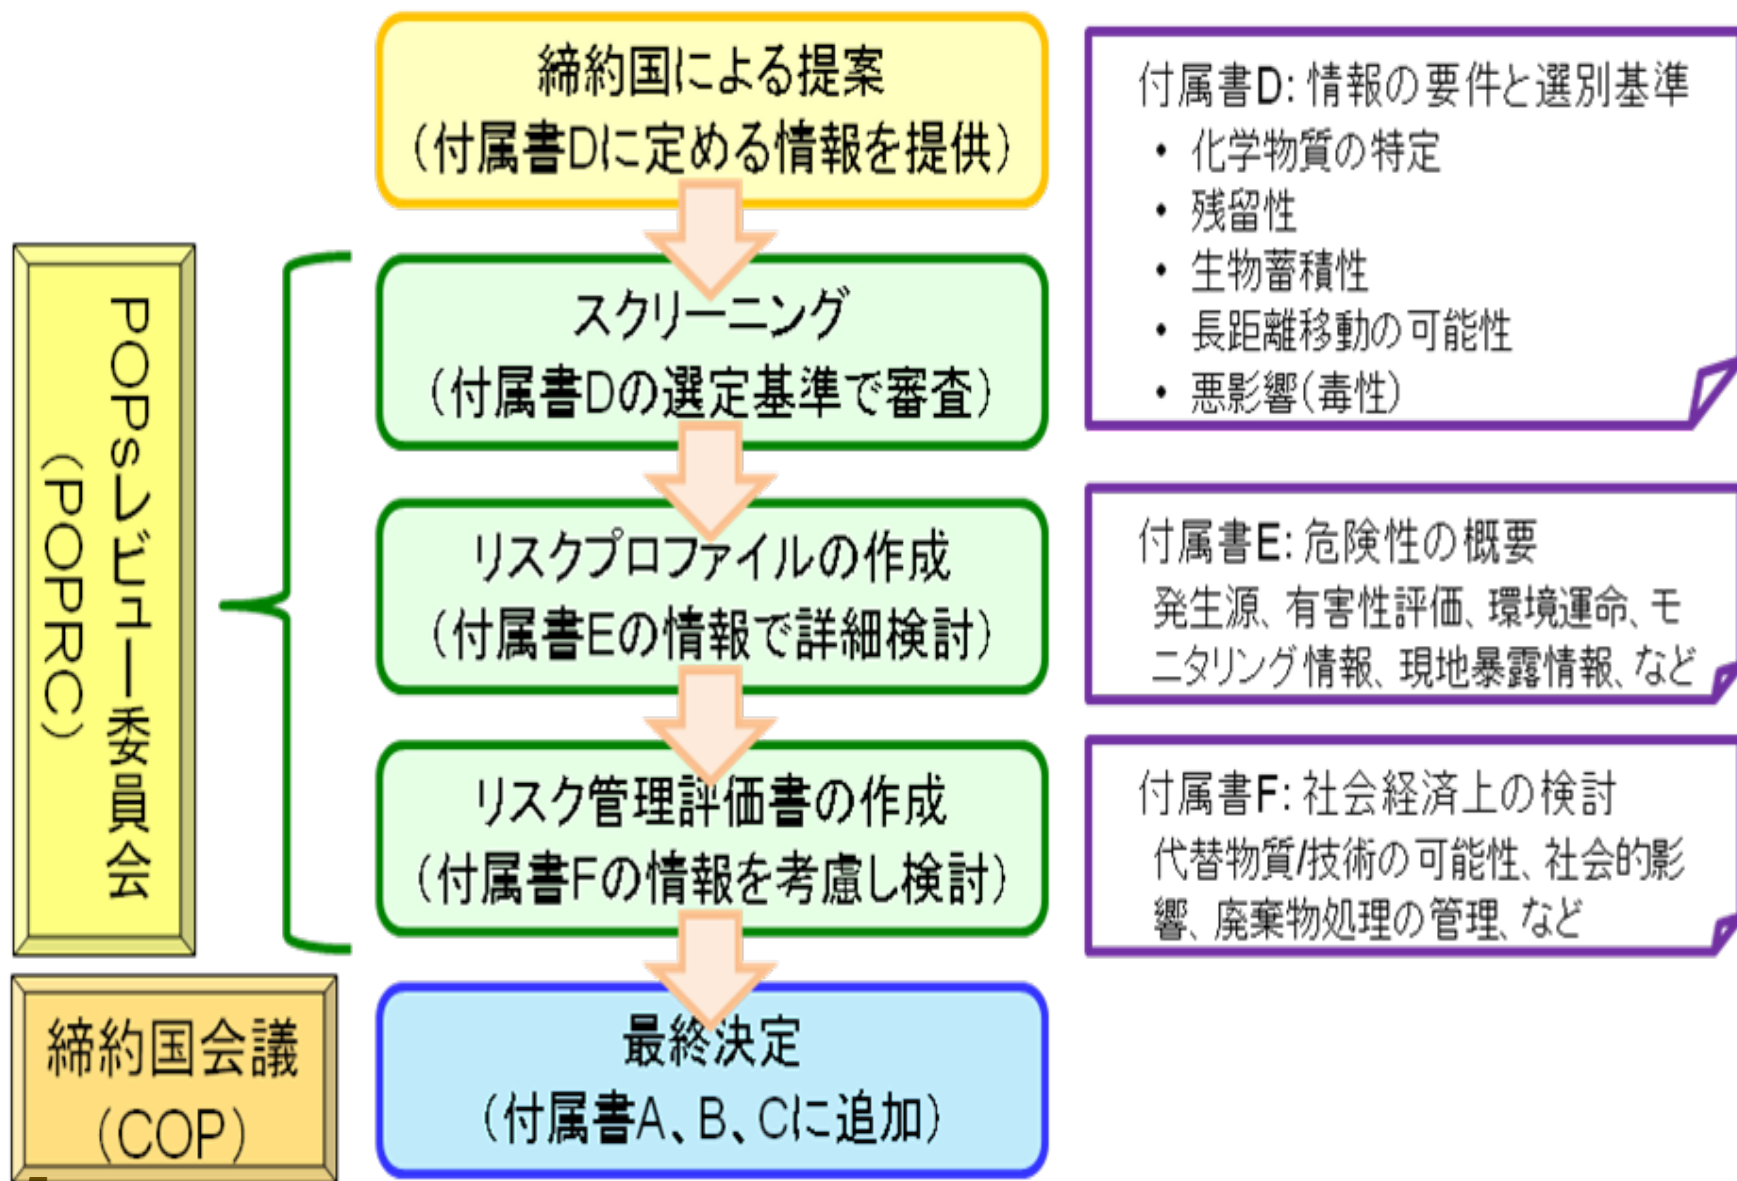 締約国による提案
（付属書Dに定める情報を提供）
スクリーニング
（付属書Dの選定基準で審査）
リスクプロファイルの作成
（付属書Eの情報で詳細検討）
リスク管理評価書の作成
（付属書Fの情報を考慮し検討）
最終決定
（付属書A、B、Cに追加）
POPsレビュー委員会
（POPRC）
締約国会議
（COP）
付属書D: 情報の要件と選別基準
• 化学物質の特定
• 残留性
• 生物蓄積性
• 長距離移動の可能性
• 悪影響(毒性)
付属書E: 危険性の概要
発生源、有害性評価、環境運命、モ
ニタリング情報、現地暴露情報、など
付属書F: 社会経済上の検討
代替物質/技術の可能性、社会的影
響、廃棄物処理の管理、など